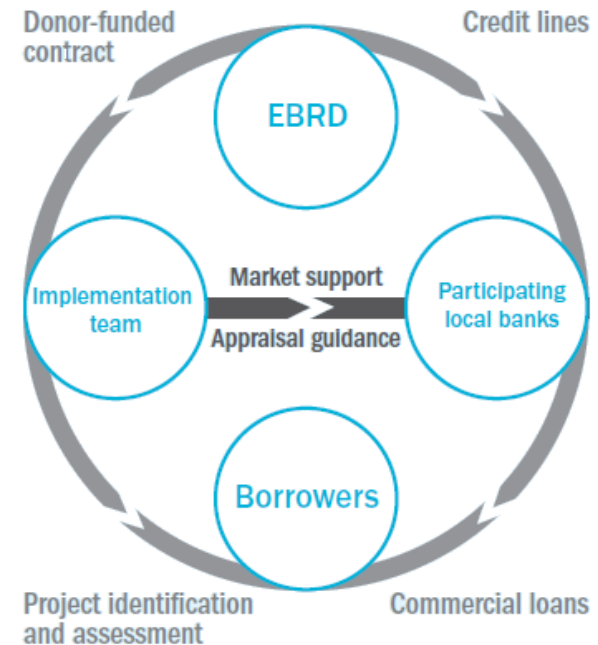 Donor-funded
contract
Credit lines
EBRD
Implementation
team
Market support
Appraisal guidance
Participating
local banks
Borrowers
Project identification
and assessment
Commercial loans